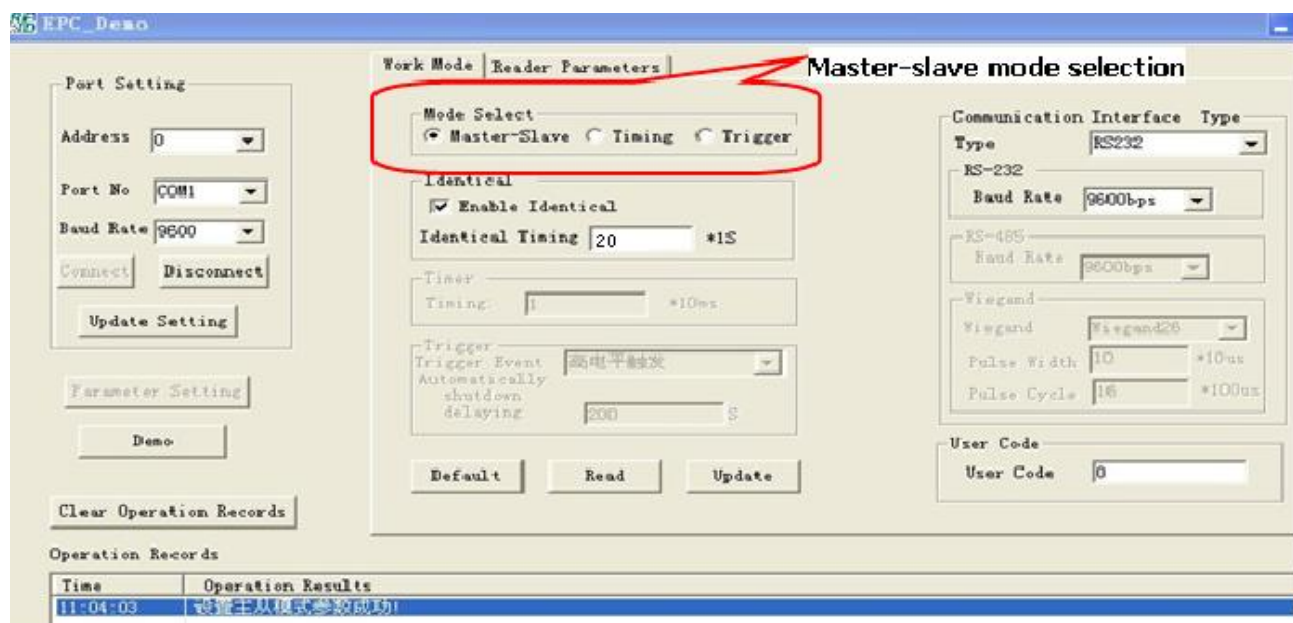 EPC_Demo
Work Mode
Reader Parameters
Master-slave mode selection
Port Setting
Address 0
Port No COM1
Baud Rate 9600
Connect
Disconnect
Update Setting
Parameter Setting
Demo
Clear Operation Records
Mode Select
Master-Slave Timing Trigger
Identical
Enable Identical
Identical Timing 20 *1S
Timer
Timing 1 *10ms
Trigger
Trigger Event 高电平触发
Automatically
shutdown
delaying 200 S
Default Read Update
Communication Interface Type
Type RS232
RS-232
Baud Rate 9600bps
RS-485
Baud Rate 9600bps
Wiegand
Wiegand Wiegand26
Pulse Width 10 *10us
Pulse Cycle 16 *100us
User Code
User Code 0
Operation Records
Time Operation Results
11:04:03 设置主从模式参数成功!